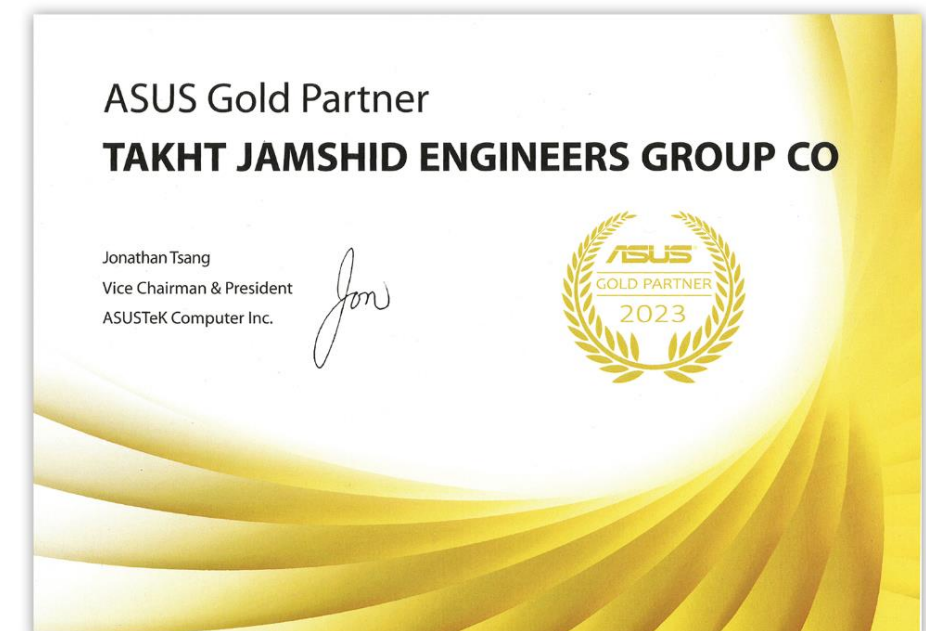 ASUS Gold Partner
TAKHT JAMSHID ENGINEERS GROUP CO
Jonathan Tsang
Vice Chairman & President
ASUSTeK Computer Inc.
Jon
ASUS
GOLD PARTNER
2023